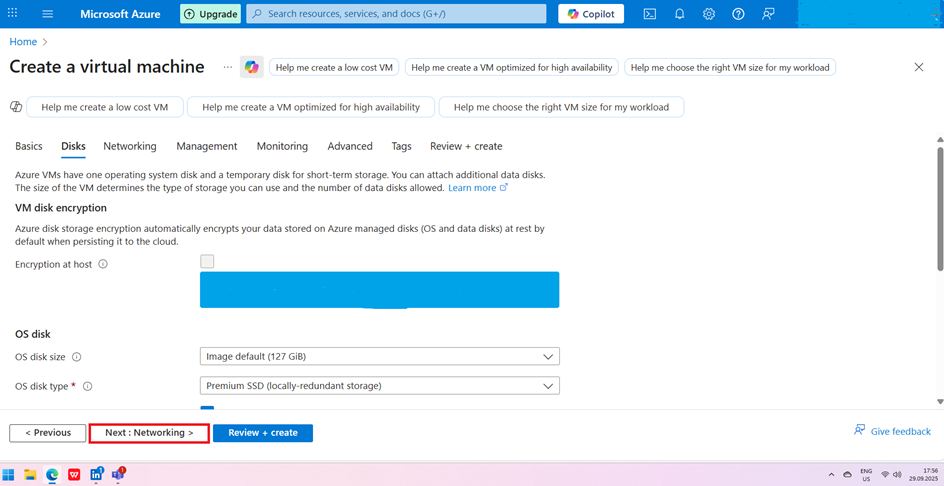 Microsoft Azure
Upgrade
Search resources, services, and docs (G+/)
Copilot
Home
Create a virtual machine
...
Help me create a low cost VM
Help me create a VM optimized for high availability
Help me choose the right VM size for my workload
Help me create a low cost VM
Help me create a VM optimized for high availability
Help me choose the right VM size for my workload
Basics
Disks
Networking
Management
Monitoring
Advanced
Tags
Review + create
Azure VMs have one operating system disk and a temporary disk for short-term storage. You can attach additional data disks.
The size of the VM determines the type of storage you can use and the number of data disks allowed. Learn more
VM disk encryption
Azure disk storage encryption automatically encrypts your data stored on Azure managed disks (OS and data disks) at rest by
default when persisting it to the cloud.
Encryption at host
OS disk
OS disk size
Image default (127 GiB)
OS disk type *
Premium SSD (locally-redundant storage)
< Previous
Next : Networking >
Review + create
Give feedback
ENG
US
17:56
29.09.2025